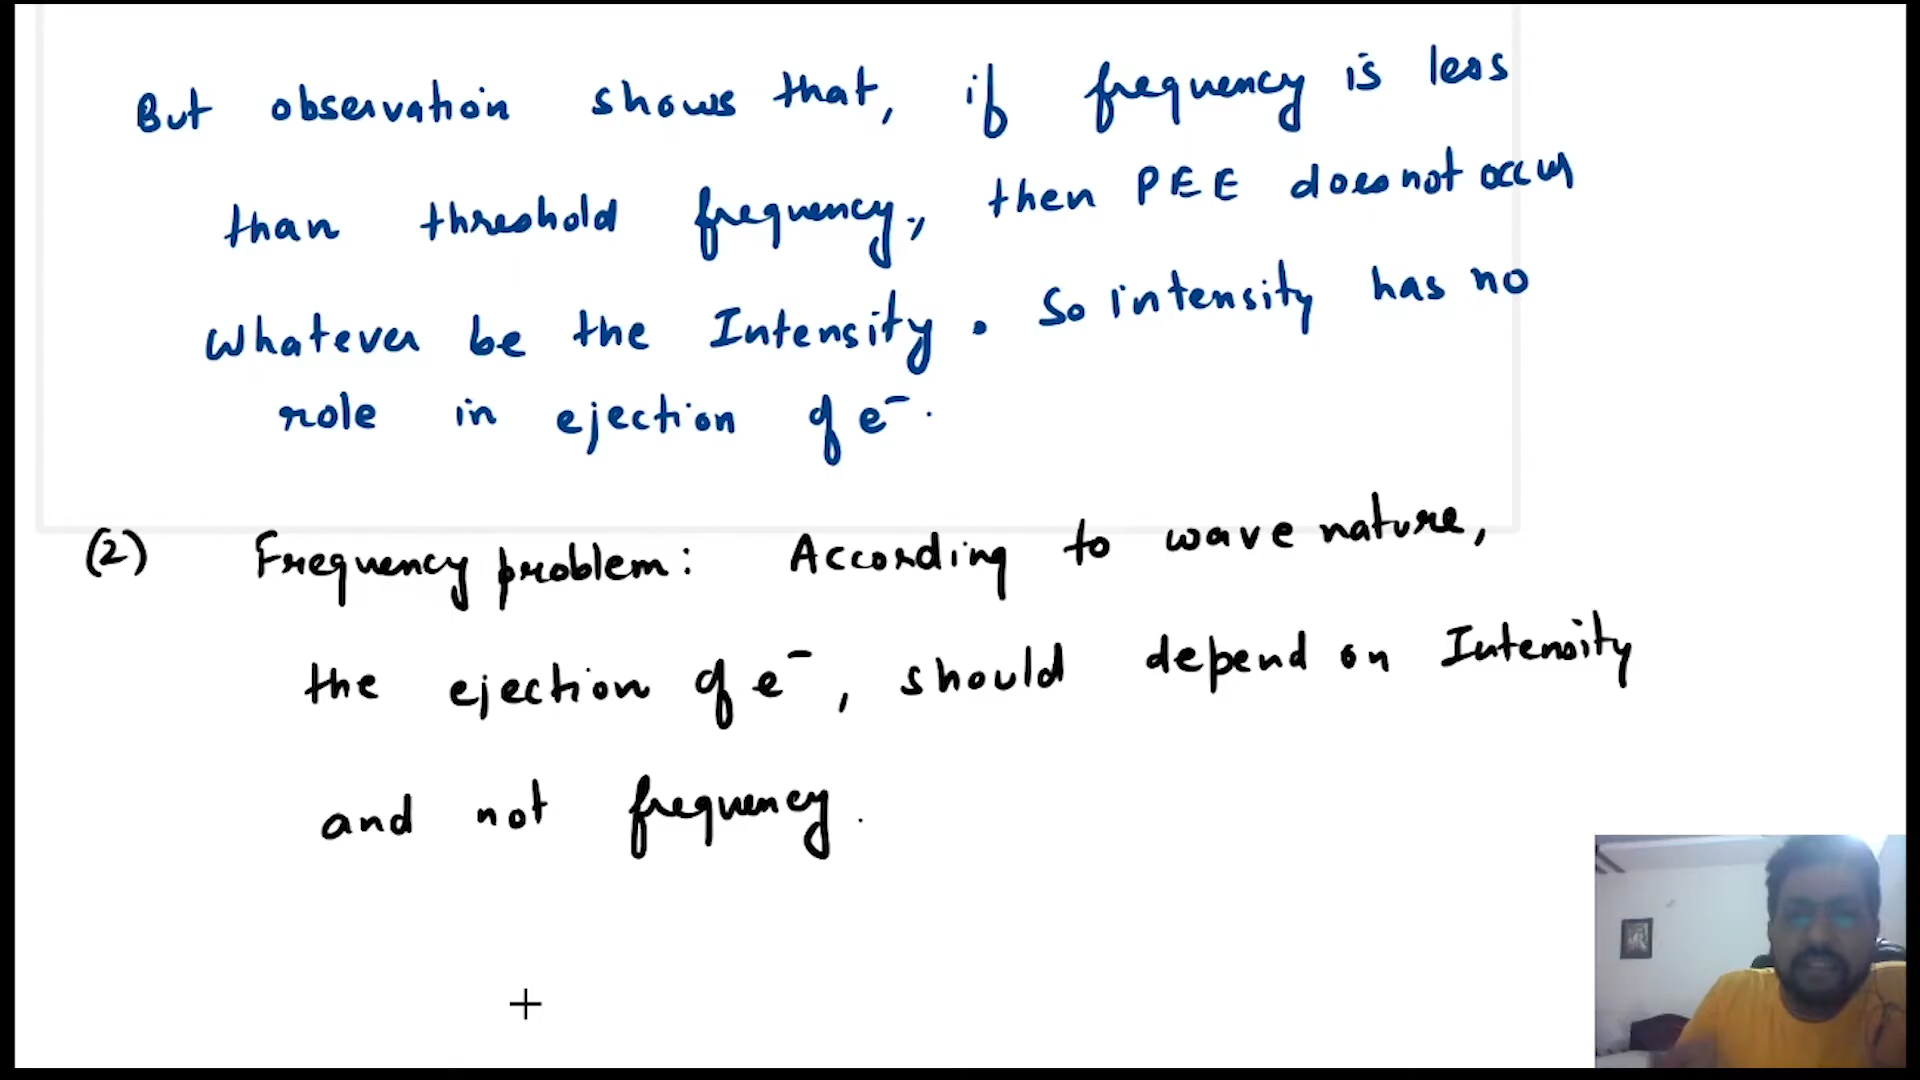 But observation shows that, if frequency is less
than threshold frequency, then PEE does not occur
whatever be the Intensity. So intensity has no
role in ejection of e⁻.
(2) Frequency problem: According to wave nature,
the ejection of e⁻, should depend on Intensity
and not frequency.